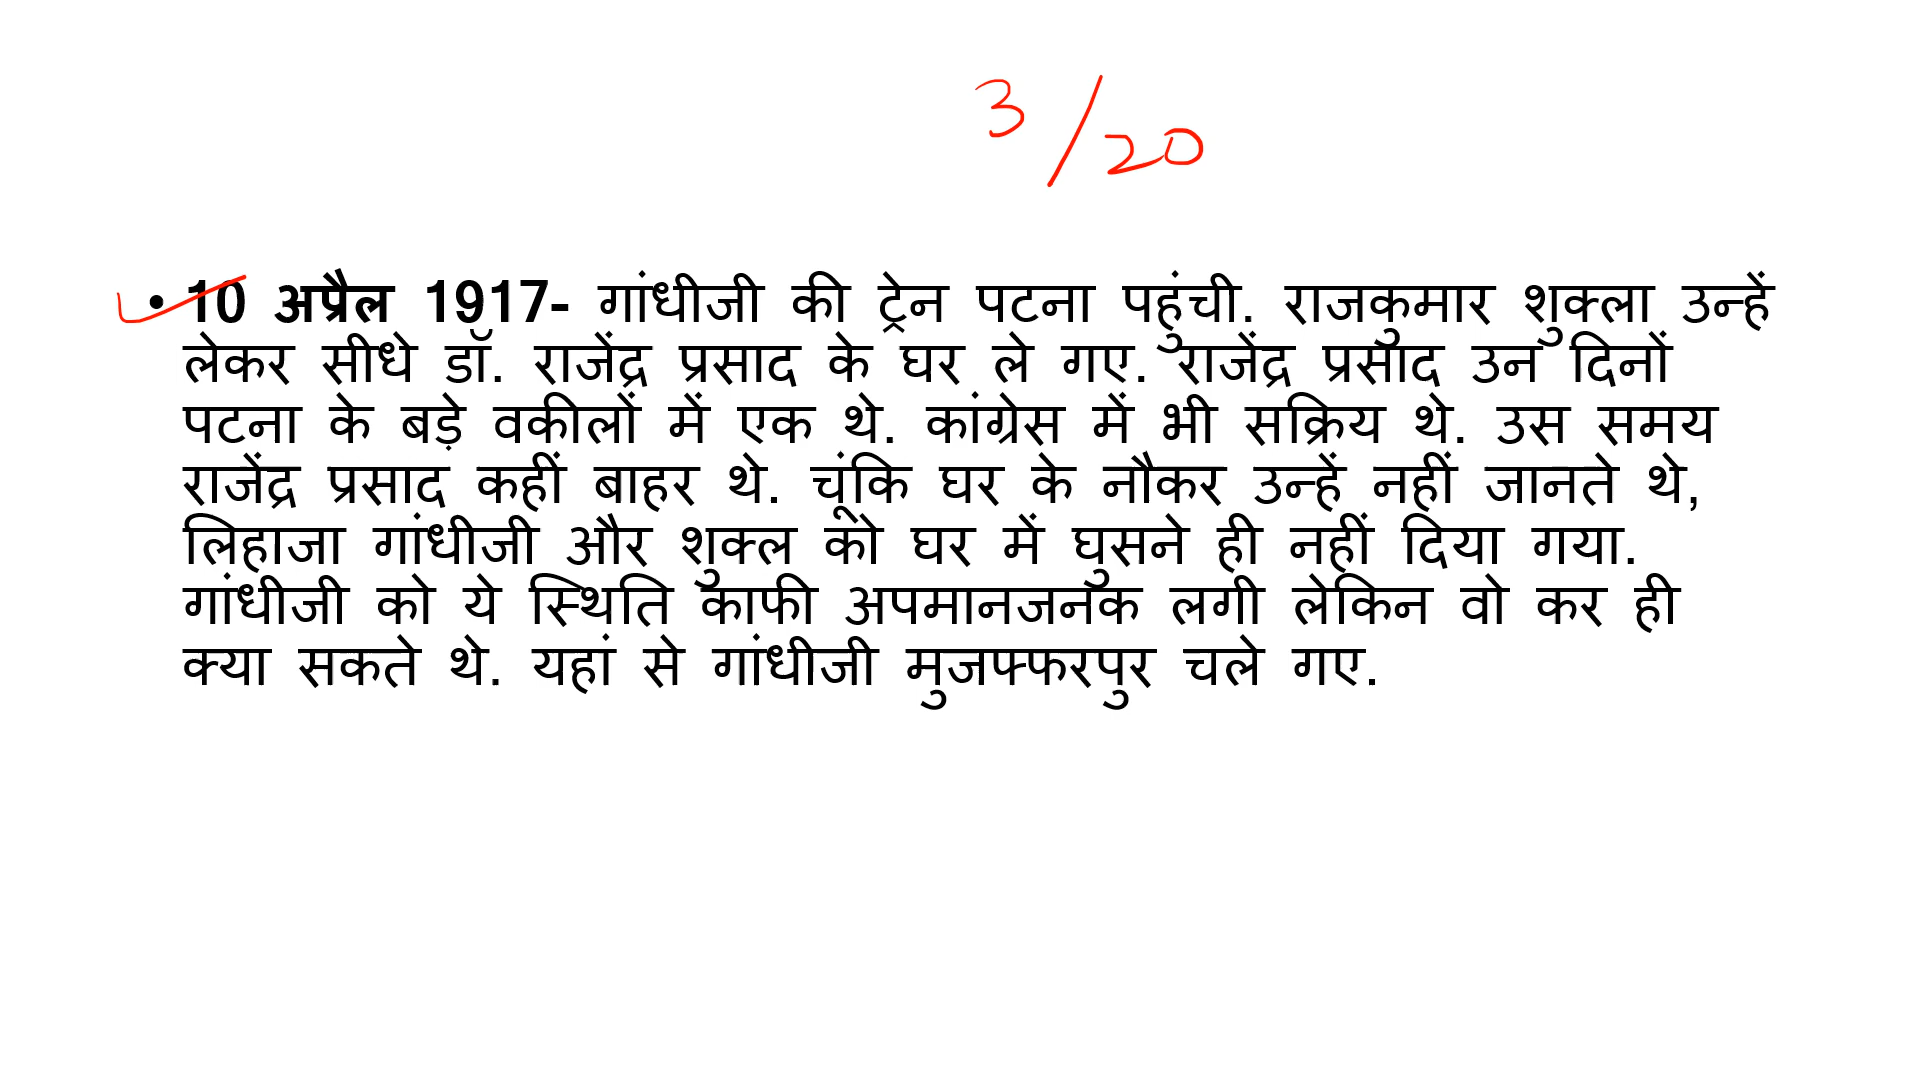 3/20
• 10 अप्रैल 1917- गांधीजी की ट्रेन पटना पहुंची. राजकुमार शुक्ला उन्हें
लेकर सीधे डॉ. राजेंद्र प्रसाद के घर ले गए. राजेंद्र प्रसाद उन दिनों
पटना के बड़े वकीलों में एक थे. कांग्रेस में भी सक्रिय थे. उस समय
राजेंद्र प्रसाद कहीं बाहर थे. चूंकि घर के नौकर उन्हें नहीं जानते थे,
लिहाजा गांधीजी और शुक्ल को घर में घुसने ही नहीं दिया गया.
गांधीजी को ये स्थिति काफी अपमानजनक लगी लेकिन वो कर ही
क्या सकते थे. यहां से गांधीजी मुजफ्फरपुर चले गए.